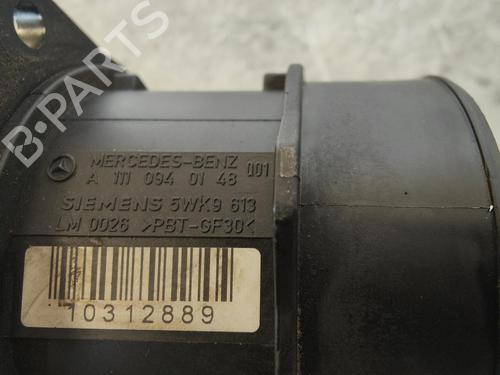 B-PARTS
MERCEDES-BENZ 001
A 111 094 01 48
SIEMENS 5WK9 613
LM 0026 >PBT-GF30<
10312889